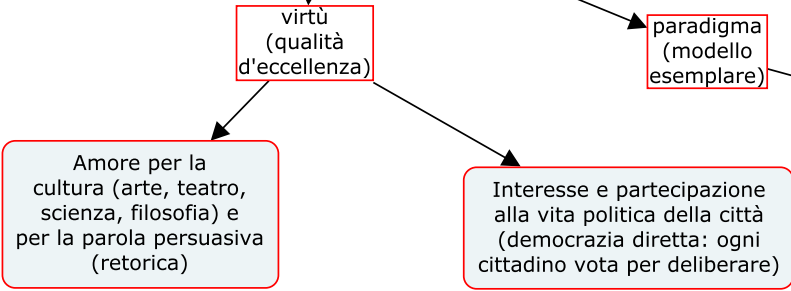 virtù
(qualità
d'eccellenza)
paradigma
(modello
esemplare)
Amore per la
cultura (arte, teatro,
scienza, filosofia) e
per la parola persuasiva
(retorica)
Interesse e partecipazione
alla vita politica della città
(democrazia diretta: ogni
cittadino vota per deliberare)